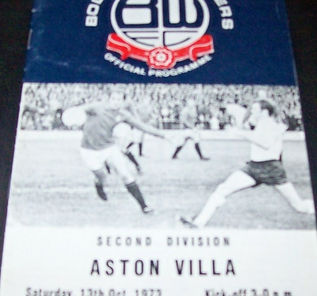 BW
OFFICIAL PROGRAMME
SECOND DIVISION
ASTON VILLA
Saturday, 13th Oct. 1973 Kick-off 3-0 p.m.